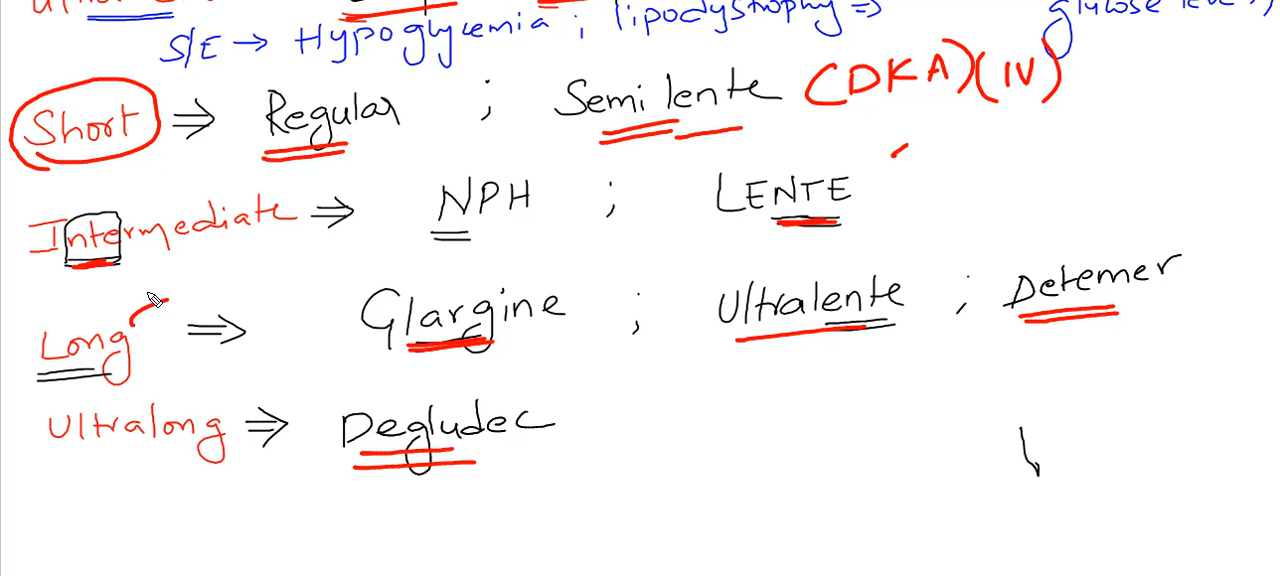 S/E → Hypoglycemia ; lipodystrophy ⇒
Short ⇒ Regular ; Semilente (DKA) (IV)
Intermediate ⇒ NPH ; LENTE
Long ⇒ Glargine ; Ultralente ; Detemer
Ultralong ⇒ Degludec